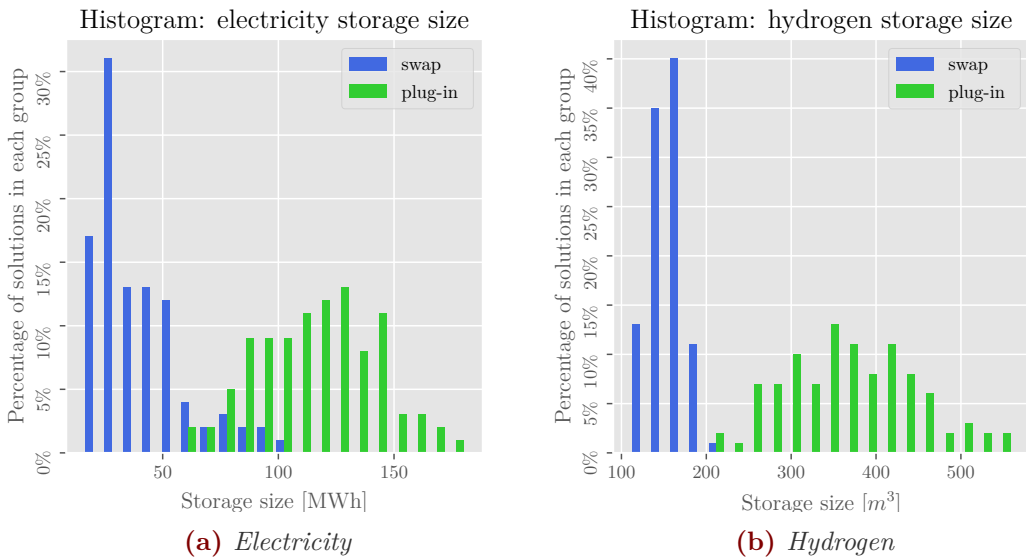 Histogram: electricity storage size
Percentage of solutions in each group
30%
25%
20%
15%
10%
5%
0%
swap
plug-in
50
100
150
Storage size [MWh]
(a) Electricity
Histogram: hydrogen storage size
Percentage of solutions in each group
40%
35%
30%
25%
20%
15%
10%
5%
0%
swap
plug-in
100
200
300
400
500
Storage size [m³]
(b) Hydrogen